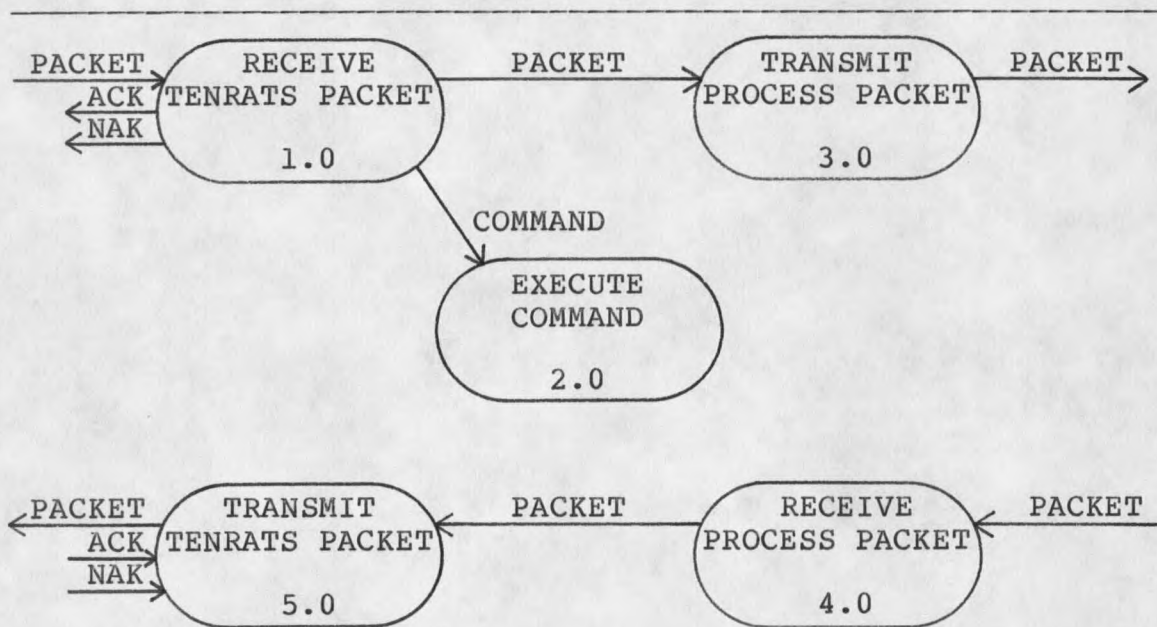 PACKET
ACK
NAK
RECEIVE
TENRATS PACKET
1.0
PACKET
TRANSMIT
PROCESS PACKET
3.0
PACKET
COMMAND
EXECUTE
COMMAND
2.0
PACKET
ACK
NAK
TRANSMIT
TENRATS PACKET
5.0
PACKET
RECEIVE
PROCESS PACKET
4.0
PACKET